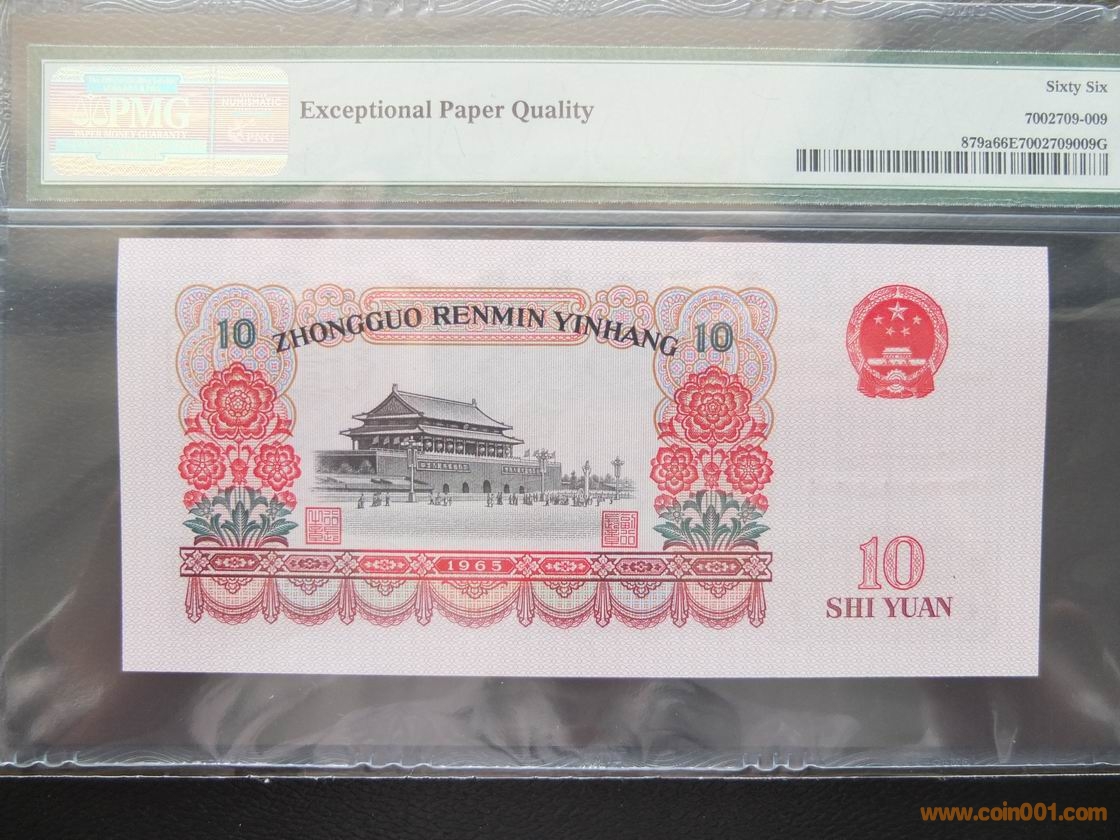 PMG
PAPER MONEY GUARANTY
NUMISMATIC
Exceptional Paper Quality
Sixty Six
7002709-009
879a66E7002709009G
10 ZHONGGUO RENMIN YINHANG 10
1965
10
SHI YUAN
www.coin001.com